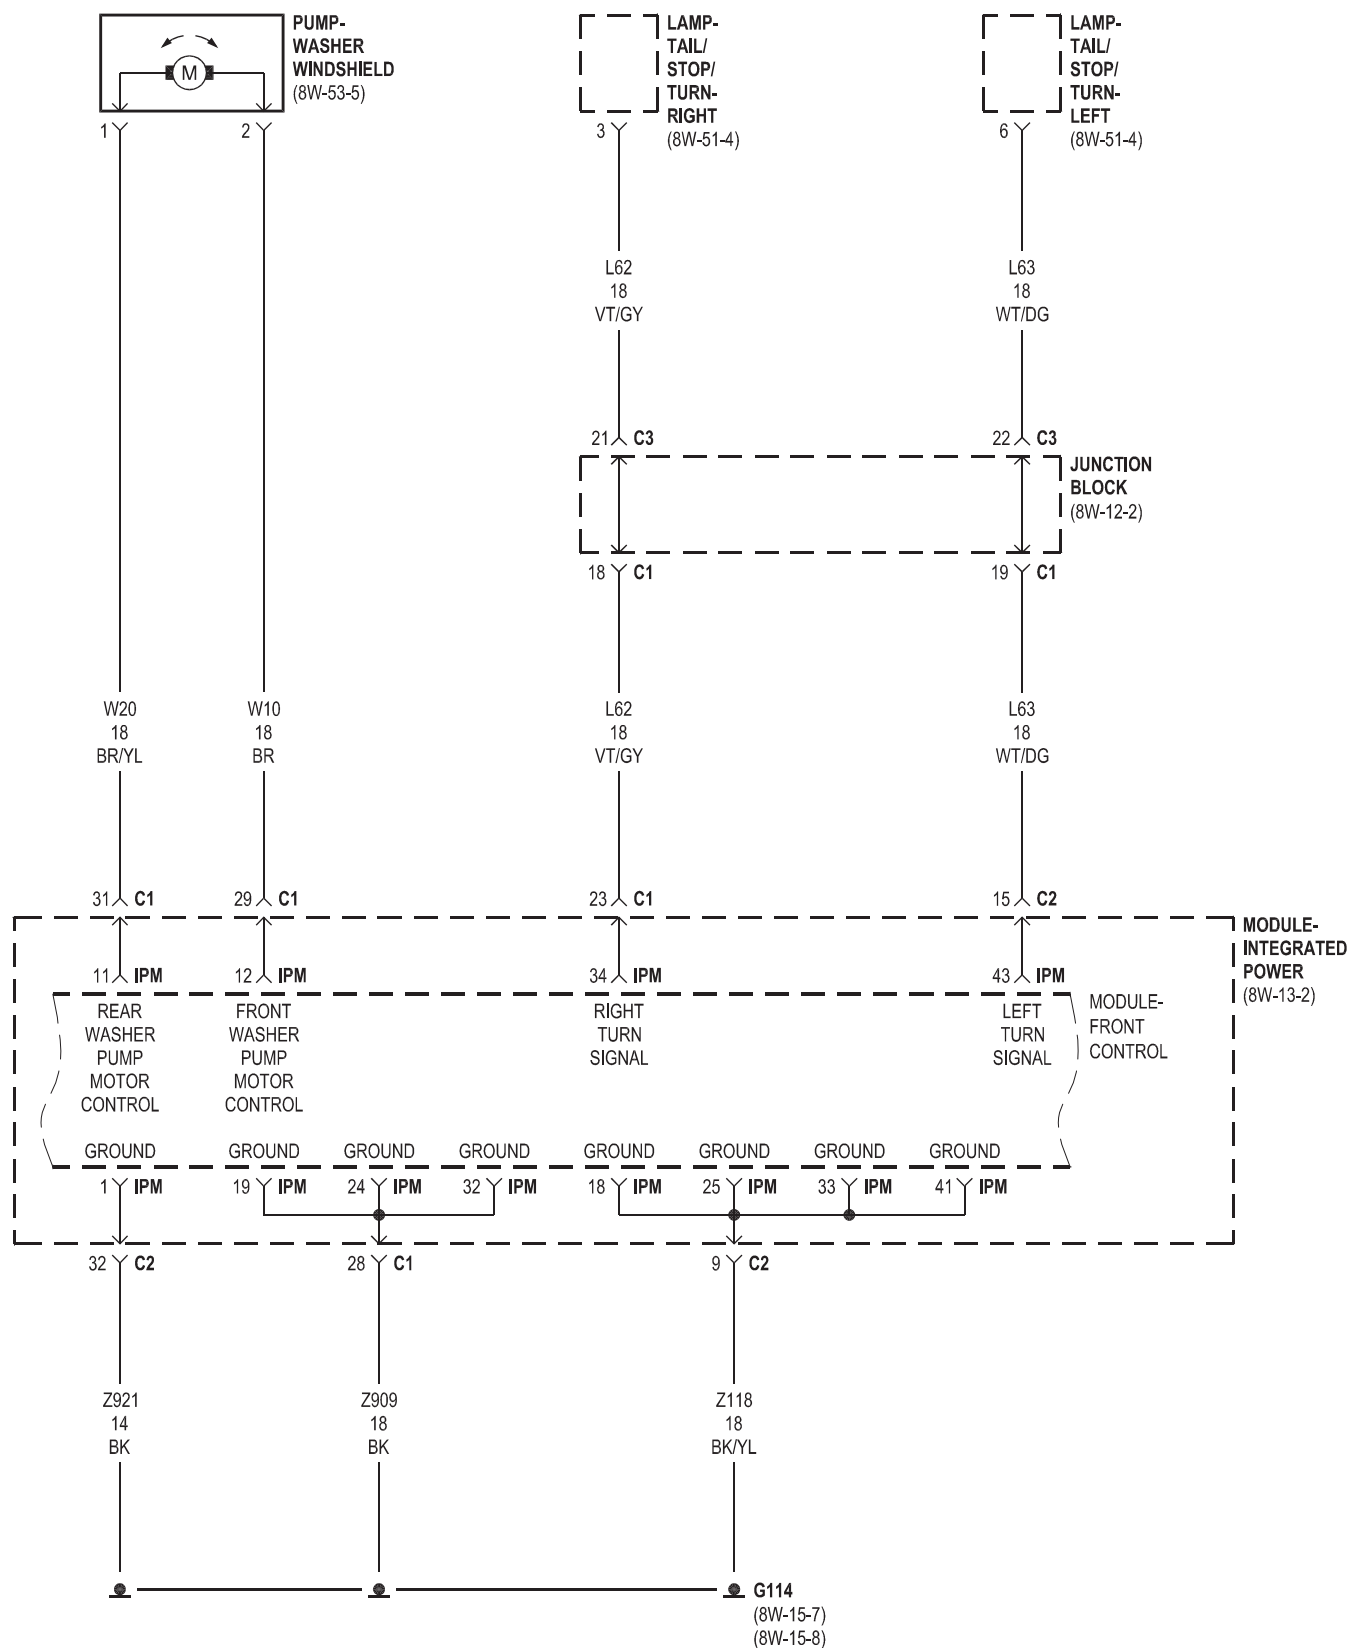 PUMP-
WASHER
WINDSHIELD
(8W-53-5)
M
1
2
LAMP-
TAIL/
STOP/
TURN-
RIGHT
(8W-51-4)
3
LAMP-
TAIL/
STOP/
TURN-
LEFT
(8W-51-4)
6
L62
18
VT/GY
L63
18
WT/DG
21 C3
22 C3
JUNCTION
BLOCK
(8W-12-2)
18 C1
19 C1
W20
18
BR/YL
W10
18
BR
L62
18
VT/GY
L63
18
WT/DG
31 C1
29 C1
23 C1
15 C2
MODULE-
INTEGRATED
POWER
(8W-13-2)
11 IPM
12 IPM
34 IPM
43 IPM
REAR
WASHER
PUMP
MOTOR
CONTROL
FRONT
WASHER
PUMP
MOTOR
CONTROL
RIGHT
TURN
SIGNAL
LEFT
TURN
SIGNAL
MODULE-
FRONT
CONTROL
GROUND GROUND GROUND GROUND GROUND GROUND GROUND GROUND
1 IPM 19 IPM 24 IPM 32 IPM 18 IPM 25 IPM 33 IPM 41 IPM
32 C2
28 C1
9 C2
Z921
14
BK
Z909
18
BK
Z118
18
BK/YL
G114
(8W-15-7)
(8W-15-8)